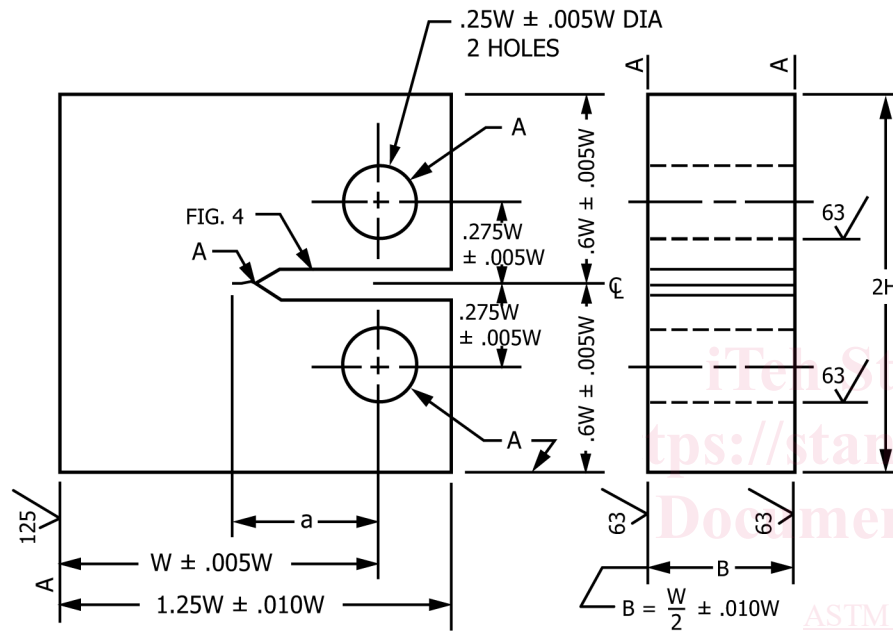 .25W ± .005W DIA
2 HOLES
A
A
A
.6W ± .005W
FIG. 4
.275W
± .005W
63
A
℄
2H
.275W
± .005W
.6W ± .005W
63
iTeh St
tps://stan
A
Docume
125
a
63
63
W ± .005W
B
A
1.25W ± .010W
B = W/2 ± .010W
ASTM